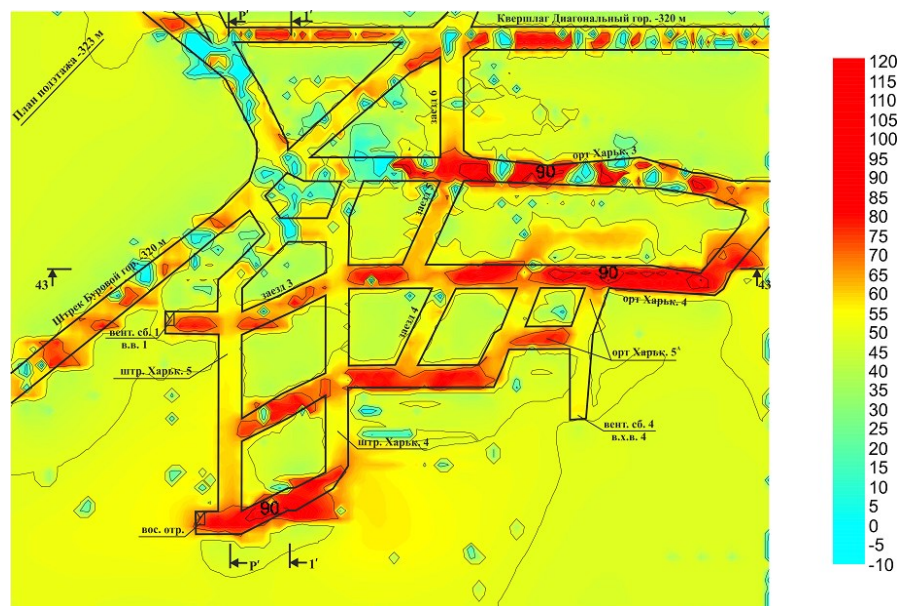 P' 1'
Квершлаг Диагональный гор. -320 м
План подэтажа -323 м
заезд 6
орт Харьк. 3
90
заезд 5
Штрек Буровой гор. -320 м
43
заезд 3
90
43
орт Харьк. 4
вент. сб. 1
в.в. 1
заезд 4
орт Харьк. 5^
штр. Харьк. 5
вент. сб. 4
в.х.в. 4
штр. Харьк. 4
90
вос. отр.
P' 1'
120
115
110
105
100
95
90
85
80
75
70
65
60
55
50
45
40
35
30
25
20
15
10
5
0
-5
-10